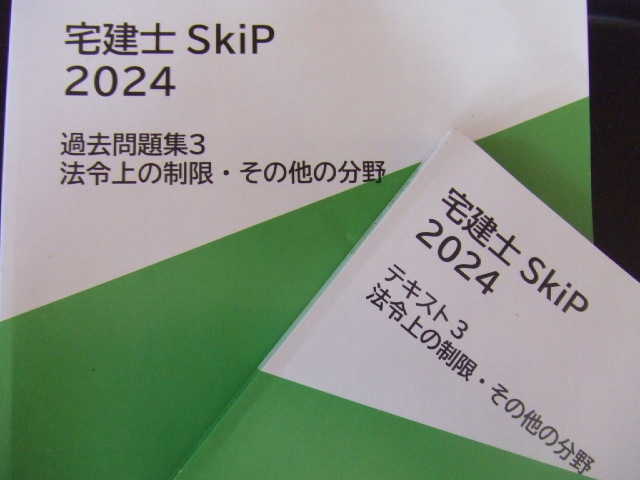 宅建士 SkiP
2024
過去問題集3
法令上の制限・その他の分野
宅建士 SkiP
2024
テキスト3
法令上の制限・その他の分野